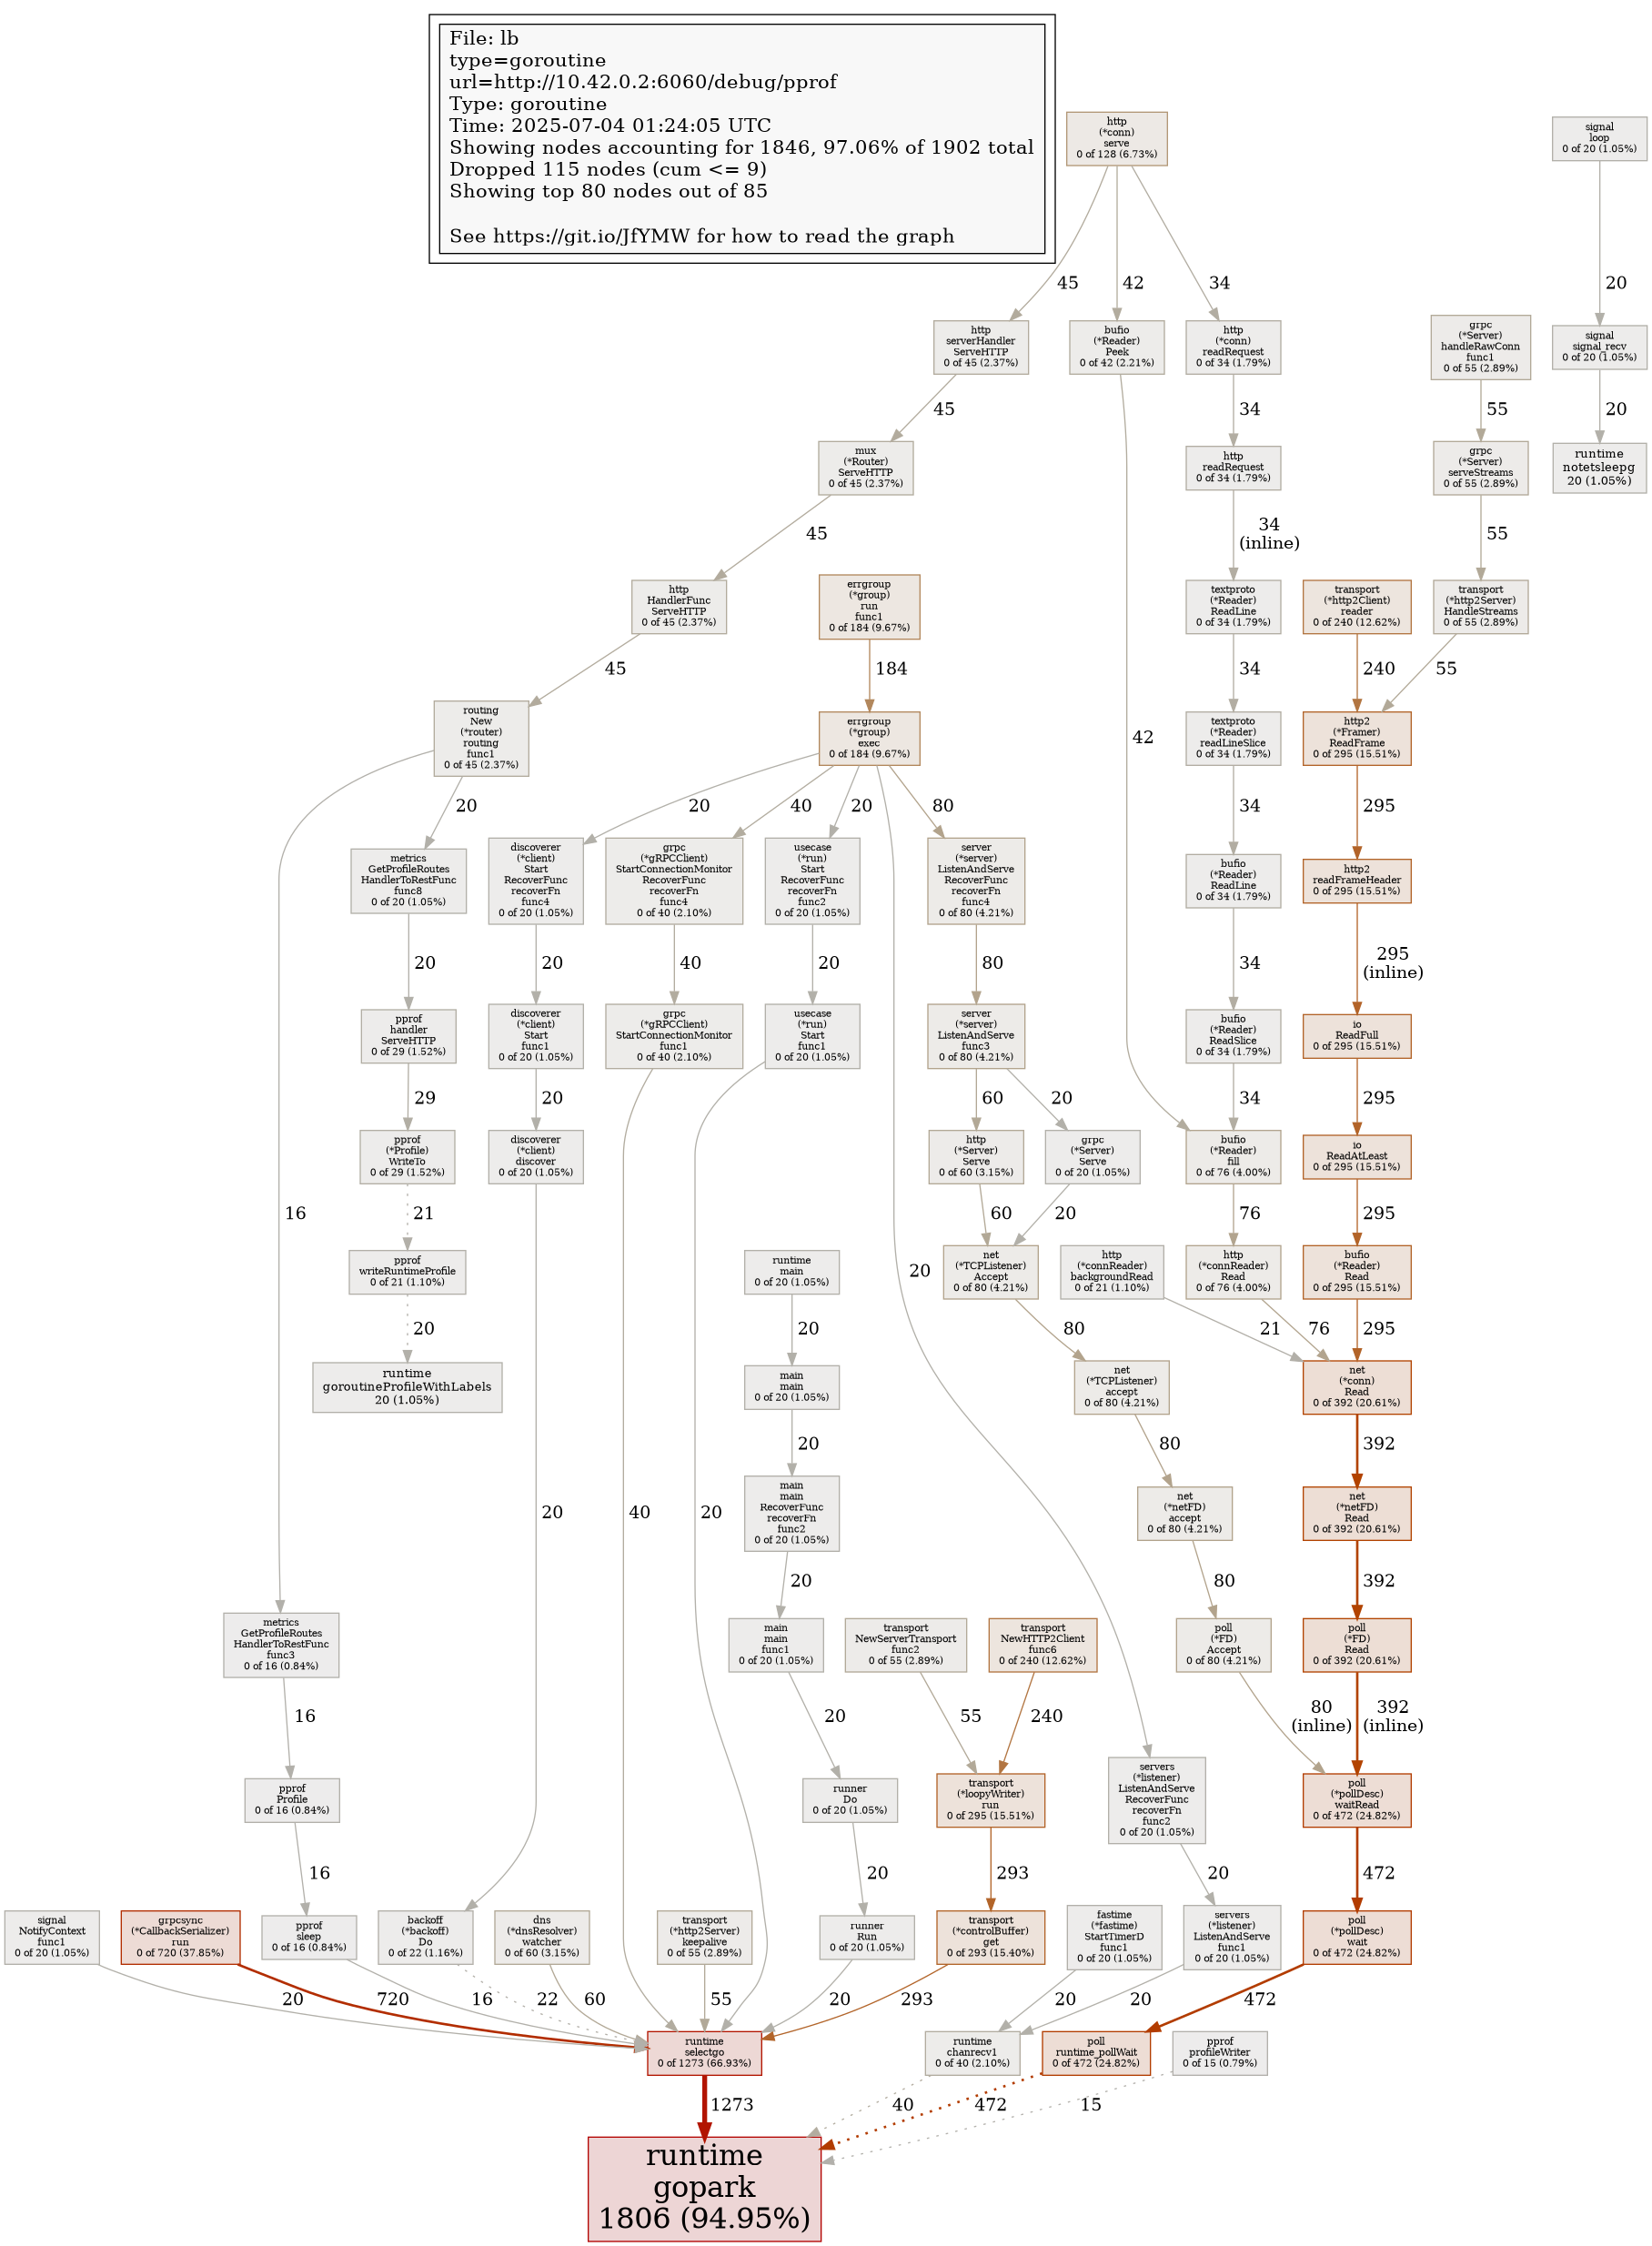 File: lb
type=goroutine
url=http://10.42.0.2:6060/debug/pprof
Type: goroutine
Time: 2025-07-04 01:24:05 UTC
Showing nodes accounting for 1846, 97.06% of 1902 total
Dropped 115 nodes (cum <= 9)
Showing top 80 nodes out of 85
See https://git.io/JfYMW for how to read the graph
http
(*conn)
serve
0 of 128 (6.73%)
signal
loop
0 of 20 (1.05%)
45
42
34
20
http
serverHandler
ServeHTTP
0 of 45 (2.37%)
bufio
(*Reader)
Peek
0 of 42 (2.21%)
http
(*conn)
readRequest
0 of 34 (1.79%)
grpc
(*Server)
handleRawConn
func1
0 of 55 (2.89%)
signal
signal_recv
0 of 20 (1.05%)
45
34
55
20
mux
(*Router)
ServeHTTP
0 of 45 (2.37%)
http
readRequest
0 of 34 (1.79%)
grpc
(*Server)
serveStreams
0 of 55 (2.89%)
runtime
notetsleepg
20 (1.05%)
45
34
(inline)
55
http
HandlerFunc
ServeHTTP
0 of 45 (2.37%)
errgroup
(*group)
run
func1
0 of 184 (9.67%)
textproto
(*Reader)
ReadLine
0 of 34 (1.79%)
transport
(*http2Client)
reader
0 of 240 (12.62%)
transport
(*http2Server)
HandleStreams
0 of 55 (2.89%)
45
184
34
240
55
routing
New
(*router)
routing
func1
0 of 45 (2.37%)
errgroup
(*group)
exec
0 of 184 (9.67%)
42
textproto
(*Reader)
readLineSlice
0 of 34 (1.79%)
http2
(*Framer)
ReadFrame
0 of 295 (15.51%)
20
20
40
20
80
34
295
metrics
GetProfileRoutes
HandlerToRestFunc
func8
0 of 20 (1.05%)
discoverer
(*client)
Start
RecoverFunc
recoverFn
func4
0 of 20 (1.05%)
grpc
(*gRPCClient)
StartConnectionMonitor
RecoverFunc
recoverFn
func4
0 of 40 (2.10%)
usecase
(*run)
Start
RecoverFunc
recoverFn
func2
0 of 20 (1.05%)
server
(*server)
ListenAndServe
RecoverFunc
recoverFn
func4
0 of 80 (4.21%)
bufio
(*Reader)
ReadLine
0 of 34 (1.79%)
http2
readFrameHeader
0 of 295 (15.51%)
20
20
40
20
80
34
295
(inline)
pprof
handler
ServeHTTP
0 of 29 (1.52%)
discoverer
(*client)
Start
func1
0 of 20 (1.05%)
grpc
(*gRPCClient)
StartConnectionMonitor
func1
0 of 40 (2.10%)
usecase
(*run)
Start
func1
0 of 20 (1.05%)
server
(*server)
ListenAndServe
func3
0 of 80 (4.21%)
bufio
(*Reader)
ReadSlice
0 of 34 (1.79%)
io
ReadFull
0 of 295 (15.51%)
29
20
60
20
34
295
pprof
(*Profile)
WriteTo
0 of 29 (1.52%)
discoverer
(*client)
discover
0 of 20 (1.05%)
http
(*Server)
Serve
0 of 60 (3.15%)
grpc
(*Server)
Serve
0 of 20 (1.05%)
bufio
(*Reader)
fill
0 of 76 (4.00%)
io
ReadAtLeast
0 of 295 (15.51%)
16
21
60
20
76
295
pprof
writeRuntimeProfile
0 of 21 (1.10%)
runtime
main
0 of 20 (1.05%)
20
net
(*TCPListener)
Accept
0 of 80 (4.21%)
http
(*connReader)
backgroundRead
0 of 21 (1.10%)
http
(*connReader)
Read
0 of 76 (4.00%)
bufio
(*Reader)
Read
0 of 295 (15.51%)
20
20
80
21
76
295
runtime
goroutineProfileWithLabels
20 (1.05%)
main
main
0 of 20 (1.05%)
net
(*TCPListener)
accept
0 of 80 (4.21%)
net
(*conn)
Read
0 of 392 (20.61%)
20
80
392
20
40
20
main
main
RecoverFunc
recoverFn
func2
0 of 20 (1.05%)
net
(*netFD)
accept
0 of 80 (4.21%)
net
(*netFD)
Read
0 of 392 (20.61%)
20
80
392
metrics
GetProfileRoutes
HandlerToRestFunc
func3
0 of 16 (0.84%)
main
main
func1
0 of 20 (1.05%)
transport
NewServerTransport
func2
0 of 55 (2.89%)
transport
NewHTTP2Client
func6
0 of 240 (12.62%)
poll
(*FD)
Accept
0 of 80 (4.21%)
poll
(*FD)
Read
0 of 392 (20.61%)
16
20
55
240
80
(inline)
392
(inline)
pprof
Profile
0 of 16 (0.84%)
runner
Do
0 of 20 (1.05%)
transport
(*loopyWriter)
run
0 of 295 (15.51%)
servers
(*listener)
ListenAndServe
RecoverFunc
recoverFn
func2
0 of 20 (1.05%)
poll
(*pollDesc)
waitRead
0 of 472 (24.82%)
16
20
293
20
472
signal
NotifyContext
func1
0 of 20 (1.05%)
grpcsync
(*CallbackSerializer)
run
0 of 720 (37.85%)
pprof
sleep
0 of 16 (0.84%)
backoff
(*backoff)
Do
0 of 22 (1.16%)
dns
(*dnsResolver)
watcher
0 of 60 (3.15%)
transport
(*http2Server)
keepalive
0 of 55 (2.89%)
runner
Run
0 of 20 (1.05%)
transport
(*controlBuffer)
get
0 of 293 (15.40%)
fastime
(*fastime)
StartTimerD
func1
0 of 20 (1.05%)
servers
(*listener)
ListenAndServe
func1
0 of 20 (1.05%)
poll
(*pollDesc)
wait
0 of 472 (24.82%)
20
720
16
22
60
55
20
293
20
20
472
runtime
selectgo
0 of 1273 (66.93%)
runtime
chanrecv1
0 of 40 (2.10%)
poll
runtime_pollWait
0 of 472 (24.82%)
pprof
profileWriter
0 of 15 (0.79%)
1273
40
472
15
runtime
gopark
1806 (94.95%)